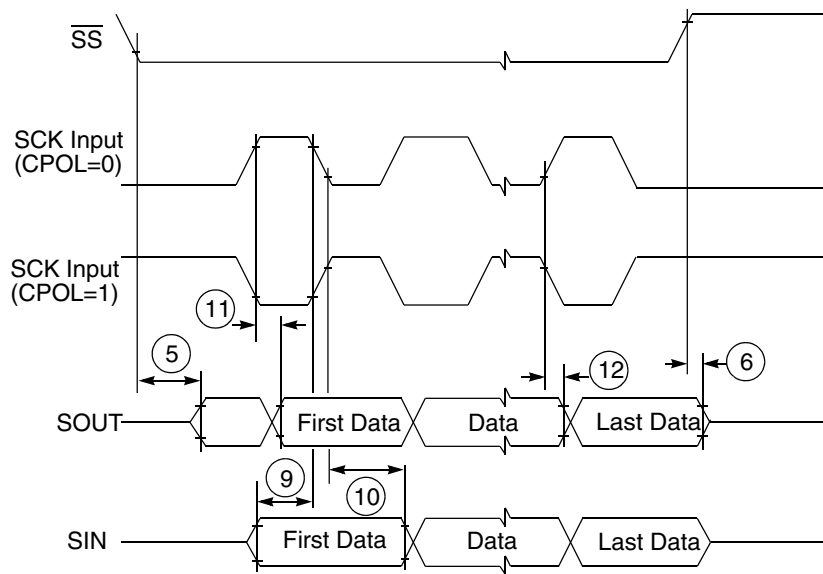 SS
SCK Input
(CPOL=0)
SCK Input
(CPOL=1)
11
5
12
6
SOUT
First Data
Data
Last Data
9
10
SIN
First Data
Data
Last Data